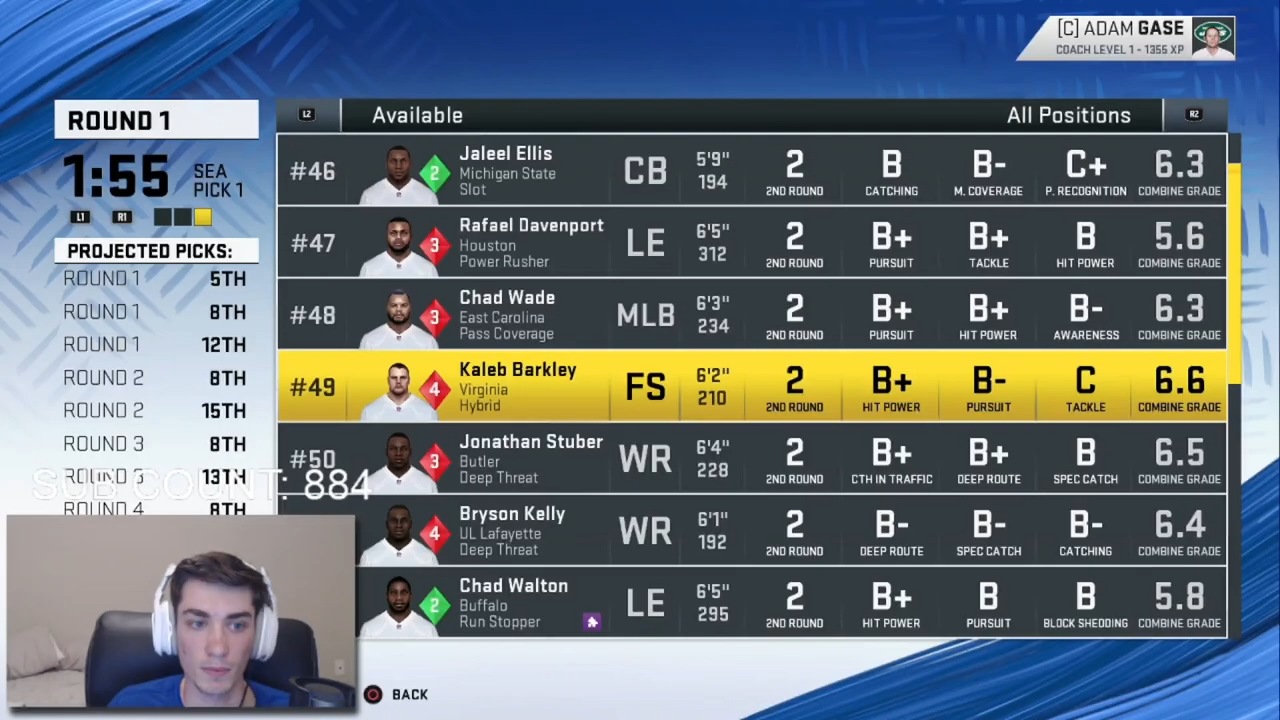 [C] ADAM GASE
COACH LEVEL 1 - 1355 XP
ROUND 1
1:55
SEA
PICK 1
L1 R1
PROJECTED PICKS:
ROUND 1 5TH
ROUND 1 8TH
ROUND 1 12TH
ROUND 2 8TH
ROUND 2 15TH
ROUND 3 8TH
ROUND 3 13TH
ROUND 4 8TH
SUB COUNT: 884
L2 Available All Positions R2
#46 2 Jaleel Ellis CB 5'9" 2 B B- C+ 6.3
Michigan State 194 2ND ROUND CATCHING M. COVERAGE P. RECOGNITION COMBINE GRADE
Slot
#47 3 Rafael Davenport LE 6'5" 2 B+ B+ B 5.6
Houston 312 2ND ROUND PURSUIT TACKLE HIT POWER COMBINE GRADE
Power Rusher
#48 3 Chad Wade MLB 6'3" 2 B+ B+ B- 6.3
East Carolina 234 2ND ROUND PURSUIT HIT POWER AWARENESS COMBINE GRADE
Pass Coverage
#49 4 Kaleb Barkley FS 6'2" 2 B+ B- C 6.6
Virginia 210 2ND ROUND HIT POWER PURSUIT TACKLE COMBINE GRADE
Hybrid
#50 3 Jonathan Stuber WR 6'4" 2 B+ B+ B 6.5
Butler 228 2ND ROUND CTH IN TRAFFIC DEEP ROUTE SPEC CATCH COMBINE GRADE
Deep Threat
4 Bryson Kelly WR 6'1" 2 B- B- B- 6.4
UL Lafayette 192 2ND ROUND DEEP ROUTE SPEC CATCH CATCHING COMBINE GRADE
Deep Threat
2 Chad Walton LE 6'5" 2 B+ B B 5.8
Buffalo 295 2ND ROUND HIT POWER PURSUIT BLOCK SHEDDING COMBINE GRADE
Run Stopper
BACK